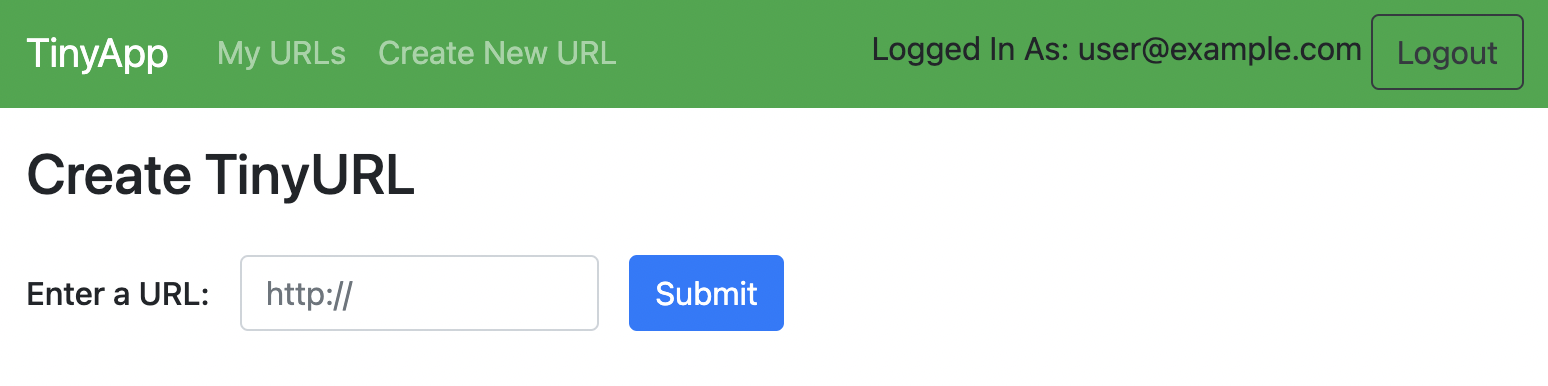 TinyApp My URLs Create New URL Logged In As: user@example.com Logout
Create TinyURL
Enter a URL: http:// Submit